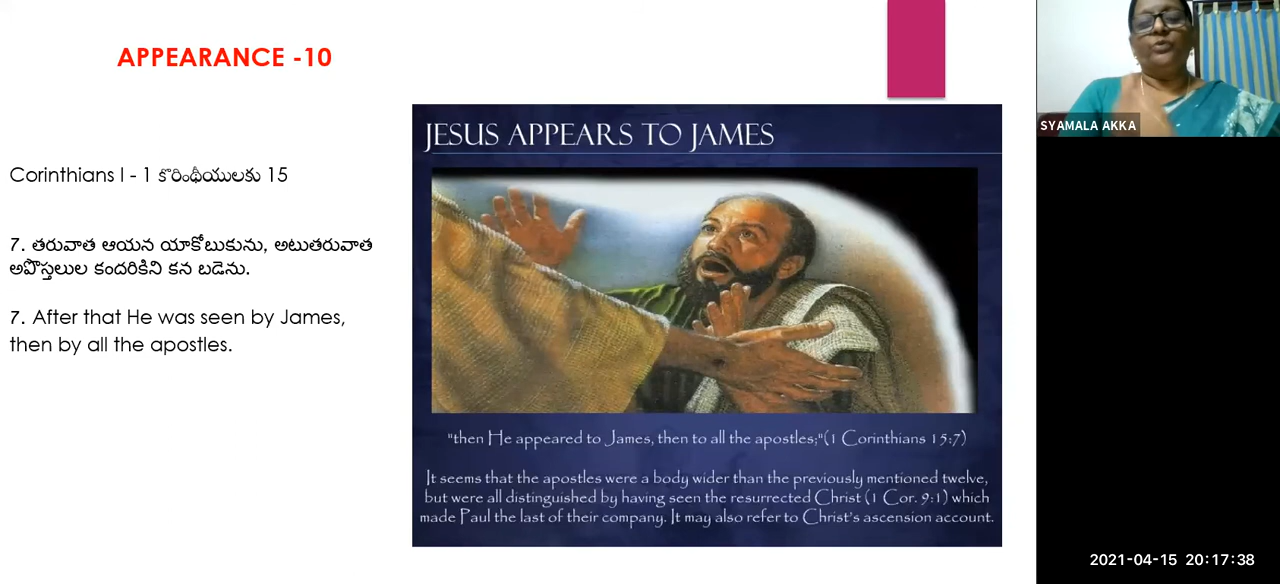 APPEARANCE -10
Corinthians I - 1 కొరింథీయులకు 15
7. తరువాత ఆయన యాకోబుకును, అటుతరువాత
అపొస్తలుల కందరికిని కన బడెను.
7. After that He was seen by James,
then by all the apostles.
JESUS APPEARS TO JAMES
"then He appeared to James, then to all the apostles;"(1 Corinthians 15:7)
It seems that the apostles were a body wider than the previously mentioned twelve,
but were all distinguished by having seen the resurrected Christ (1 Cor. 9:1) which
made Paul the last of their company. It may also refer to Christ's ascension account.
SYAMALA AKKA
2021-04-15 20:17:38